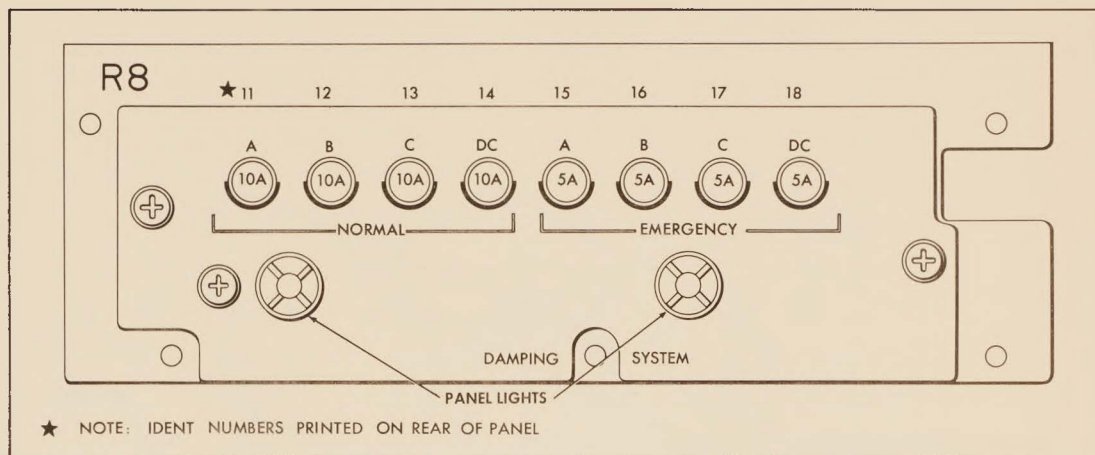 R8
★ 11 12 13 14 15 16 17 18
A B C DC A B C DC
10A 10A 10A 10A 5A 5A 5A 5A
NORMAL EMERGENCY
DAMPING SYSTEM
PANEL LIGHTS
★ NOTE: IDENT NUMBERS PRINTED ON REAR OF PANEL